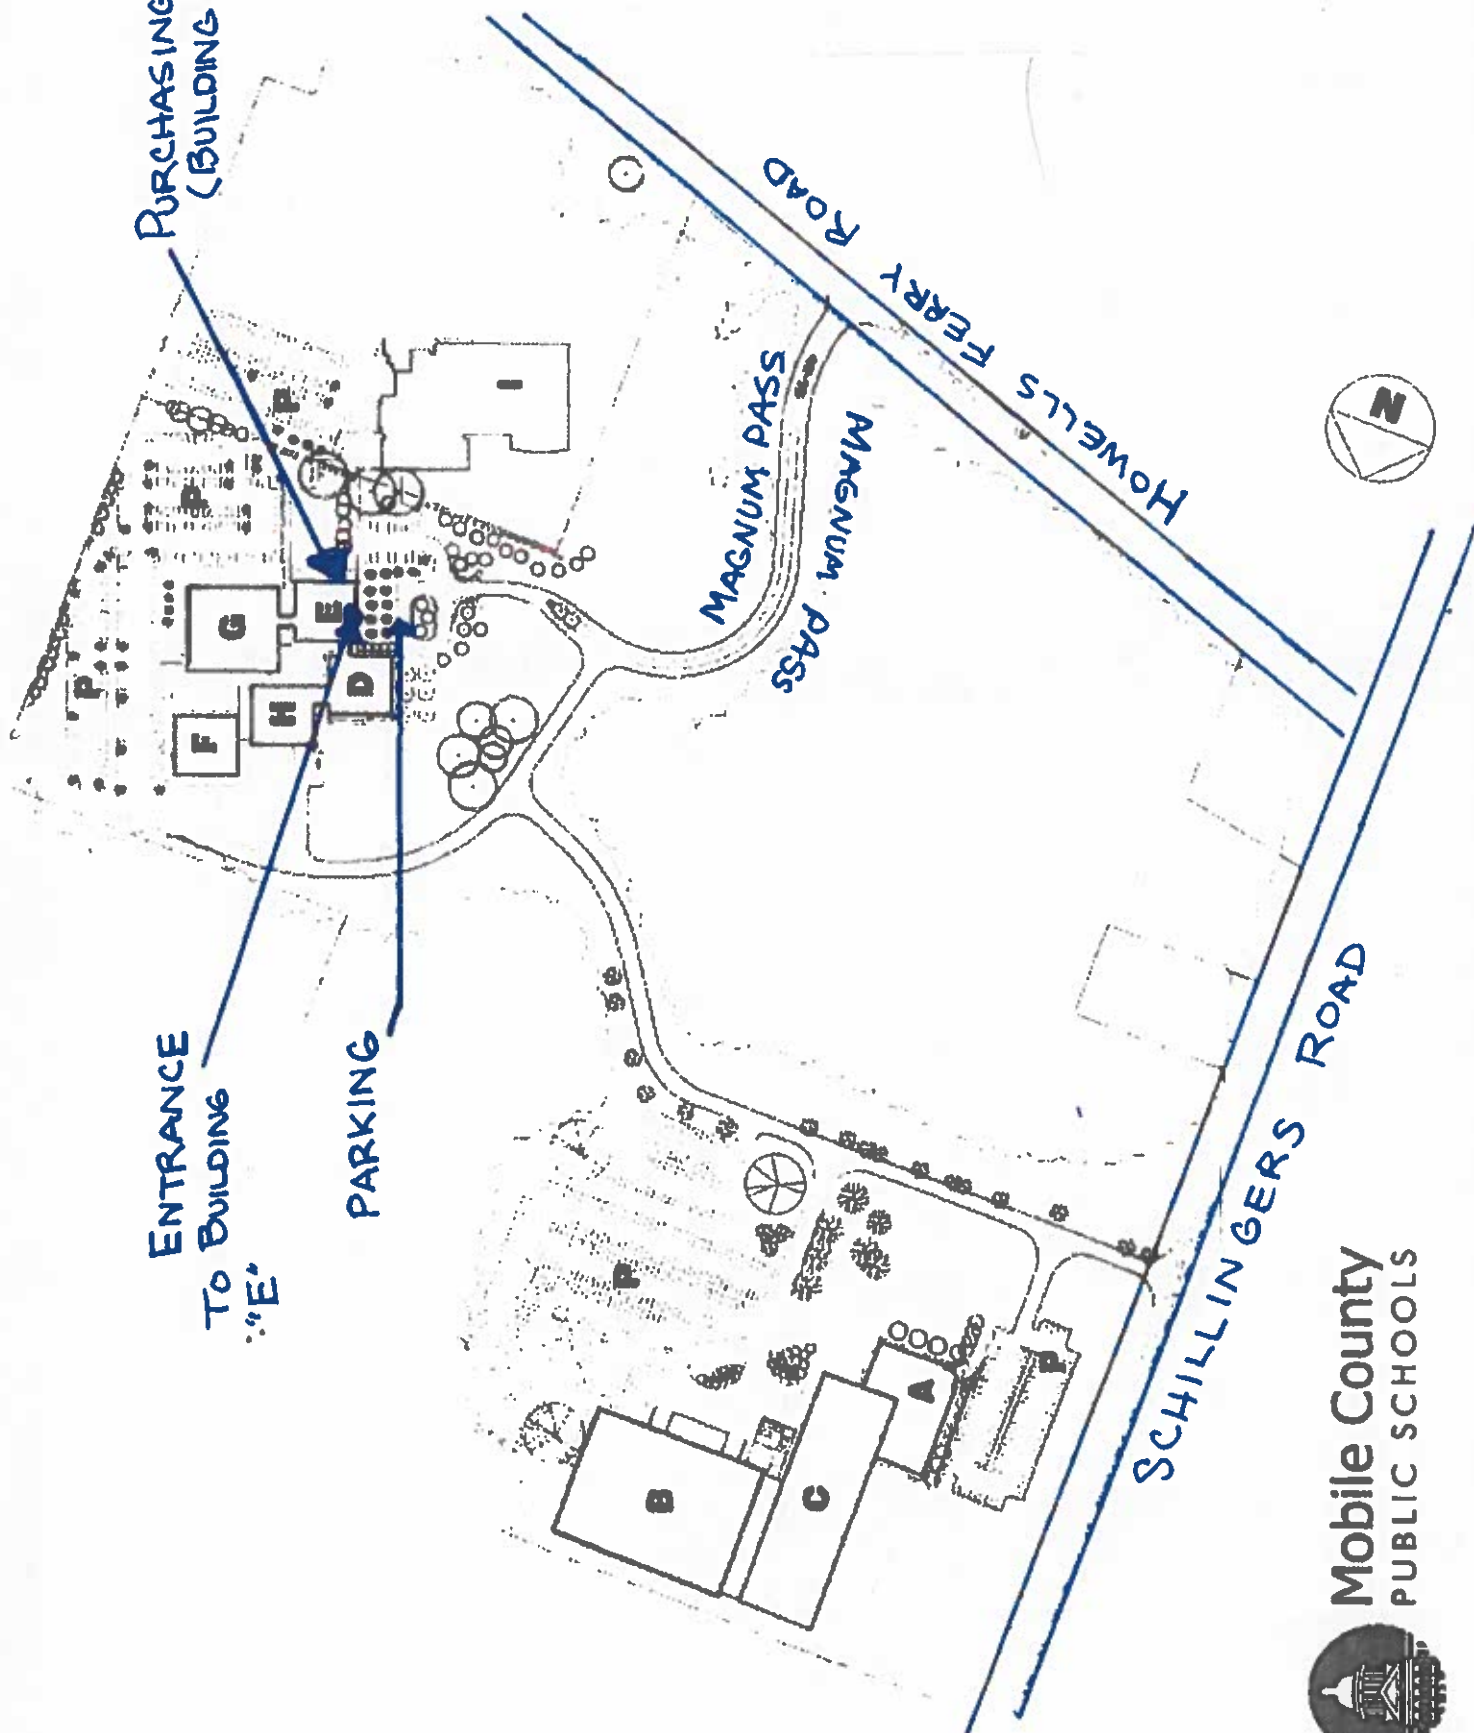 PURCHASING
(BUILDING
ENTRANCE
TO BUILDING
"E"
PARKING
P
P
P
G
E
F
H
D
I
MAGNUM PASS
MAGNUM PASS
HOWELLS FERRY ROAD
N
P
B
C
A
P
SCHILLINGERS ROAD
Mobile County
PUBLIC SCHOOLS